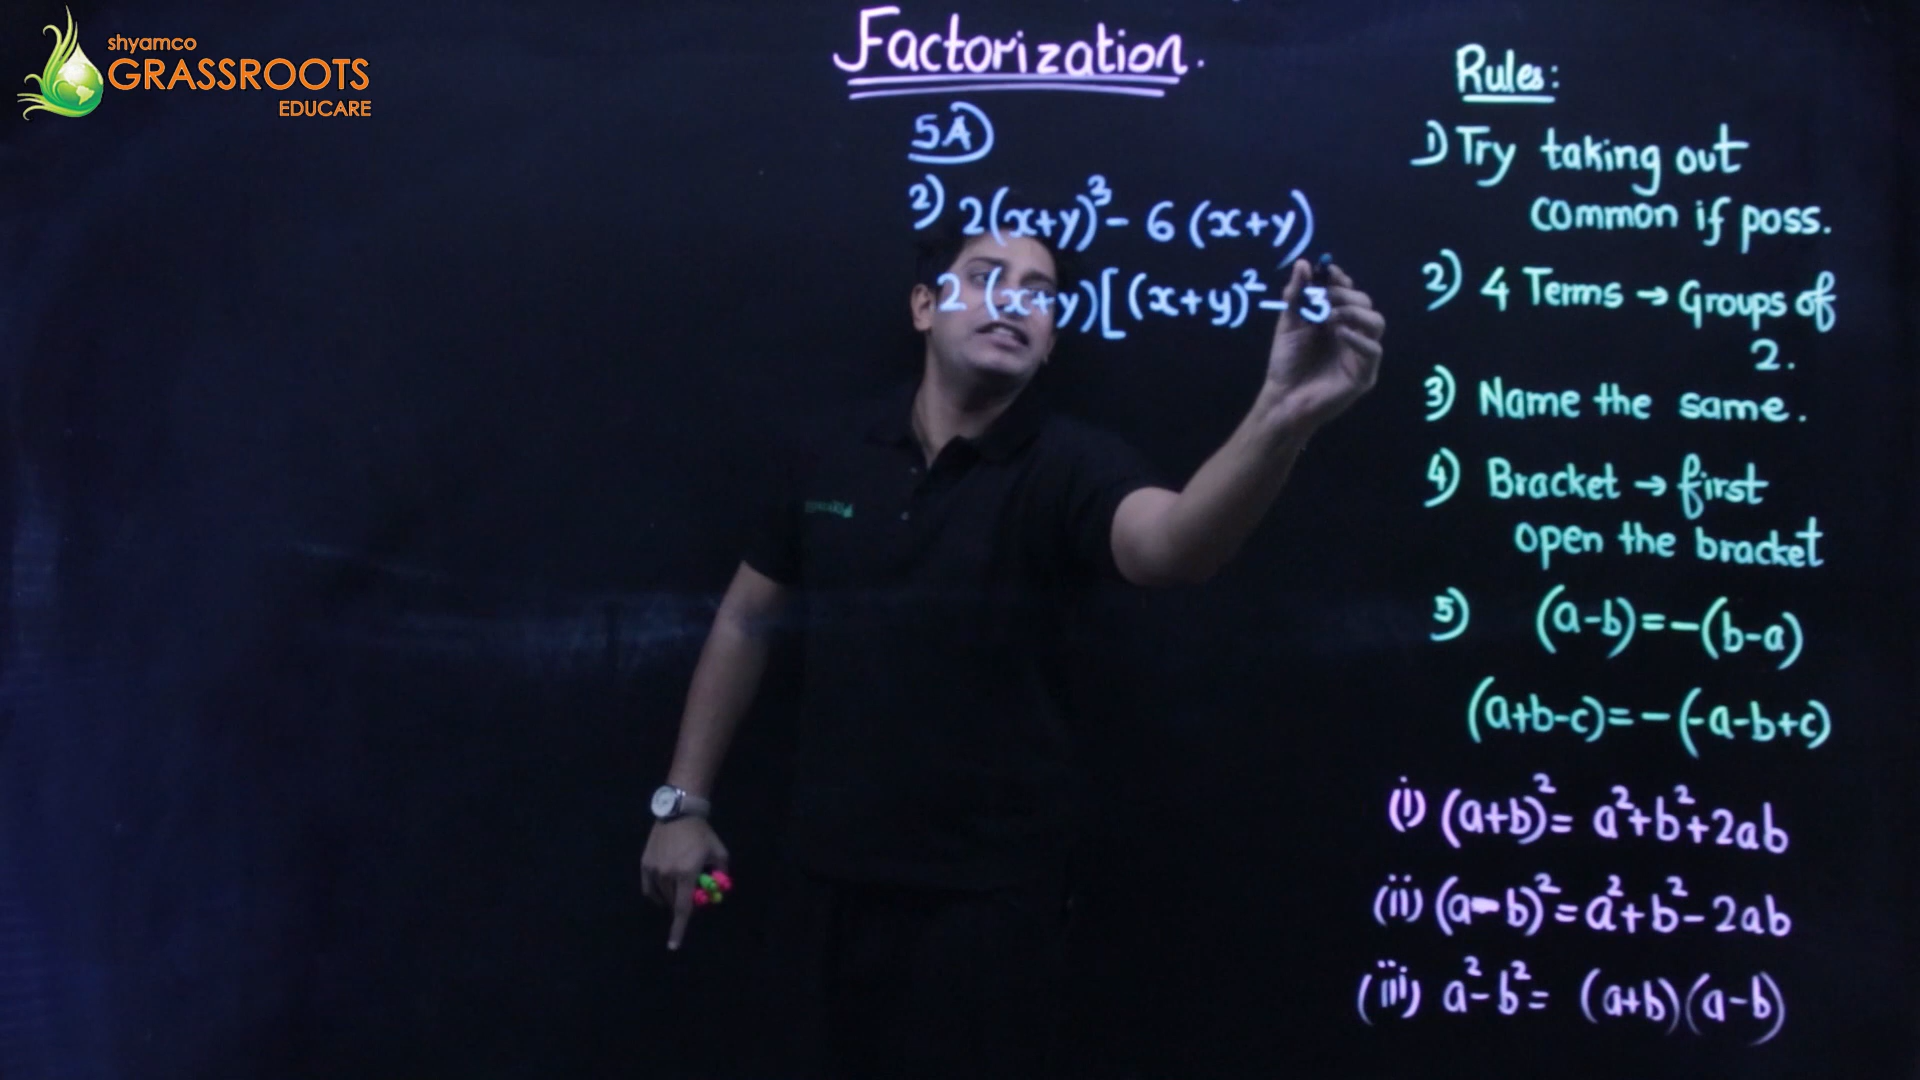 shyamco
GRASSROOTS
EDUCARE
Factorization.
5A)
2) 2(x+y)³ - 6 (x+y)
2 (x+y)[(x+y)² - 3
Rules:
1) Try taking out
common if poss.
2) 4 Terms → Groups of
2.
3) Name the same.
4) Bracket → first
open the bracket
5) (a-b)=-(b-a)
(a+b-c)=-(-a-b+c)
(i) (a+b)²= a²+b²+2ab
(ii) (a-b)²=a²+b²-2ab
(iii) a²-b²= (a+b)(a-b)